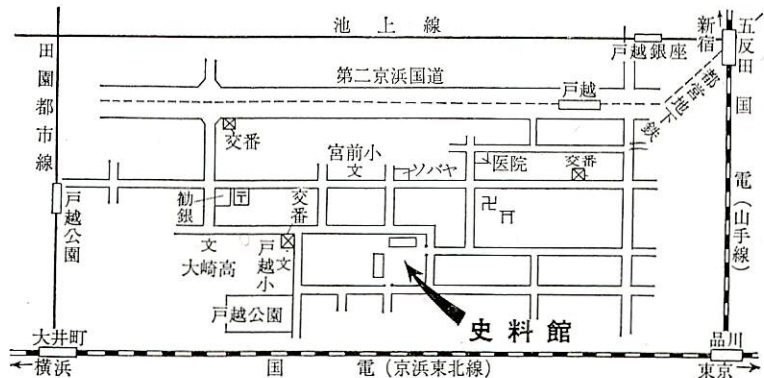 池上線
新宿
五反田
戸越銀座
田園都市線
第二京浜国道
戸越
都営地下鉄
国電(山手線)
交番
宮前小
文
ソバヤ
医院
交番
戸越公園
勧銀
〒
交番
卍
文
大崎高
戸越小
文
戸越公園
史料館
大井町
品川
←横浜
国電(京浜東北線)
東京→